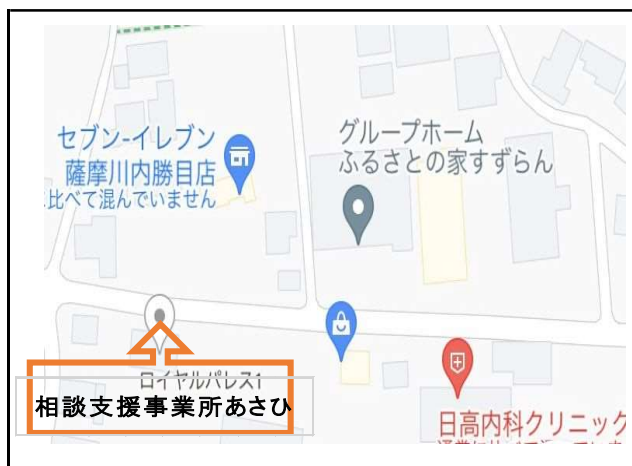 セブン-イレブン
薩摩川内勝目店
比べて混んでいません
グループホーム
ふるさとの家すずらん
ロイヤルパレス1
相談支援事業所あさひ
日高内科クリニック